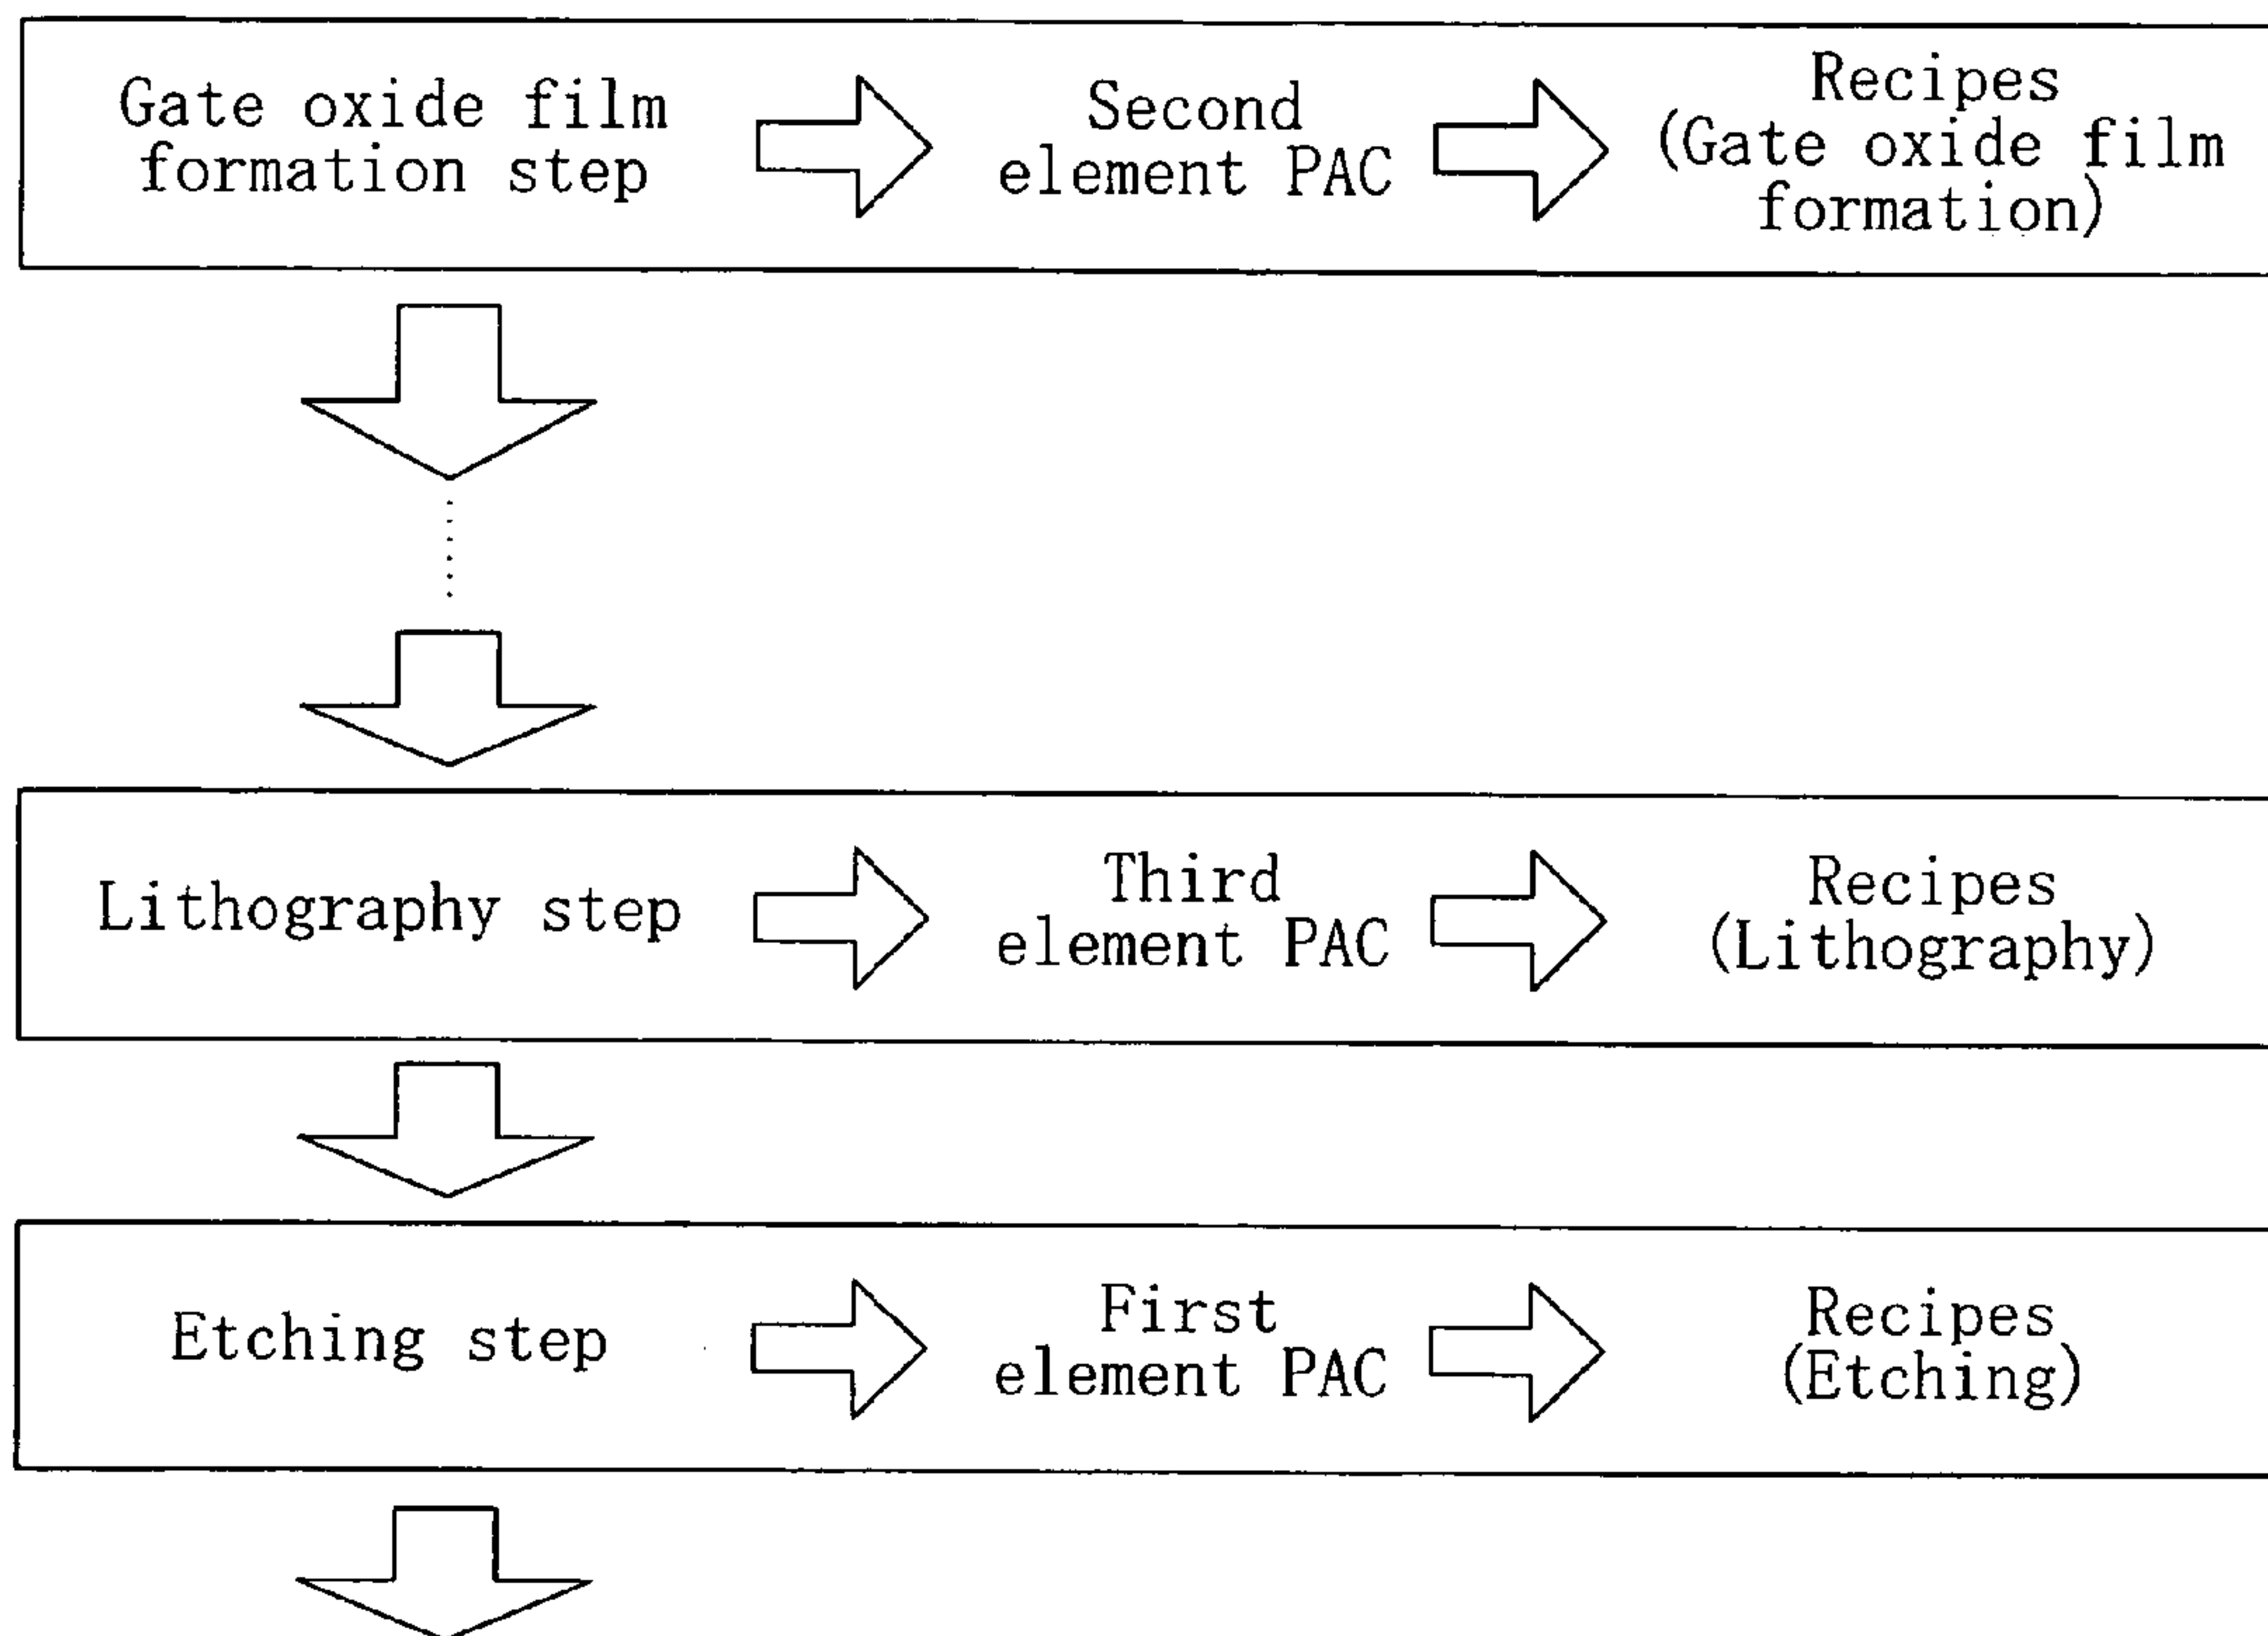 Gate oxide film
formation step
Second
element PAC
Recipes
(Gate oxide film
formation)
Lithography step
Third
element PAC
Recipes
(Lithography)
Etching step
First
element PAC
Recipes
(Etching)